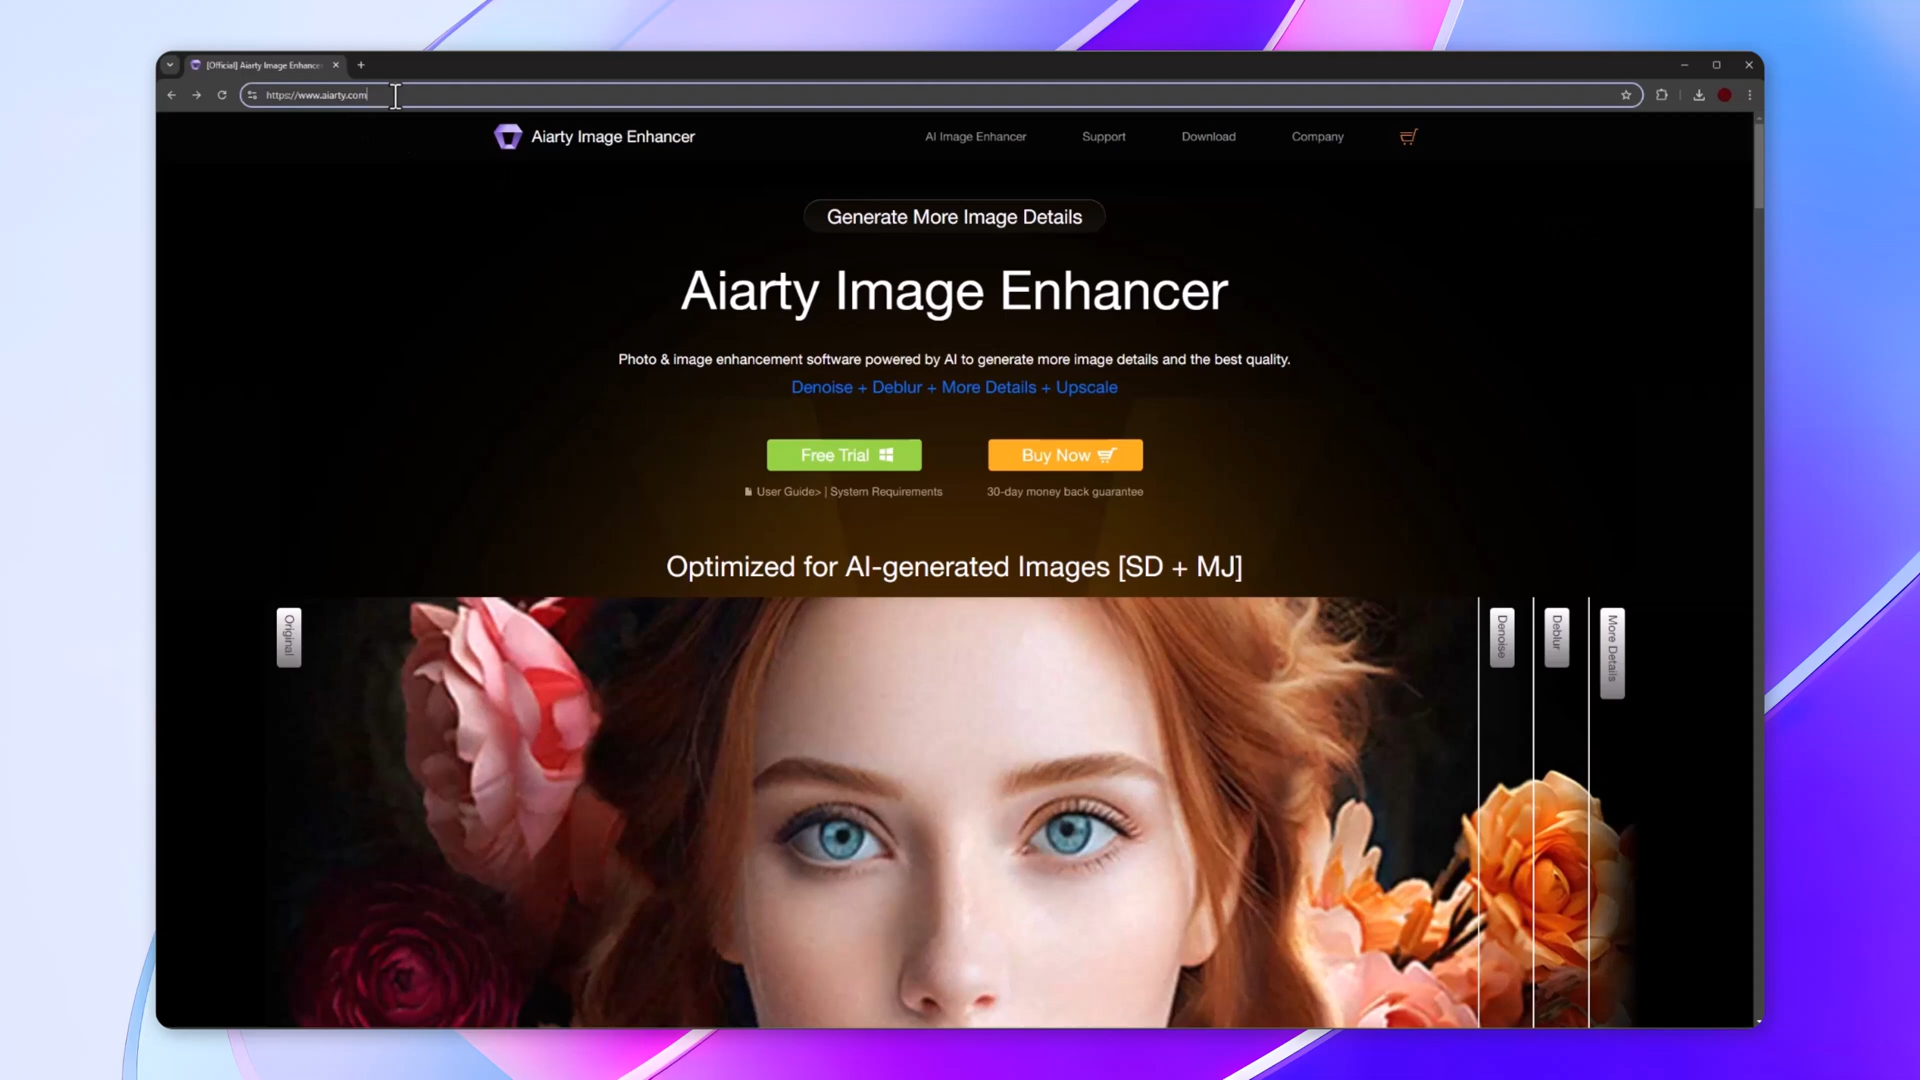 [Official] Aiarty Image Enhancer
https://www.aiarty.com
Aiarty Image Enhancer
AI Image Enhancer
Support
Download
Company
Generate More Image Details
Aiarty Image Enhancer
Photo & image enhancement software powered by AI to generate more image details and the best quality.
Denoise + Deblur + More Details + Upscale
Free Trial
Buy Now
User Guide> | System Requirements
30-day money back guarantee
Optimized for AI-generated Images [SD + MJ]
Original
Denoise
Deblur
More Details